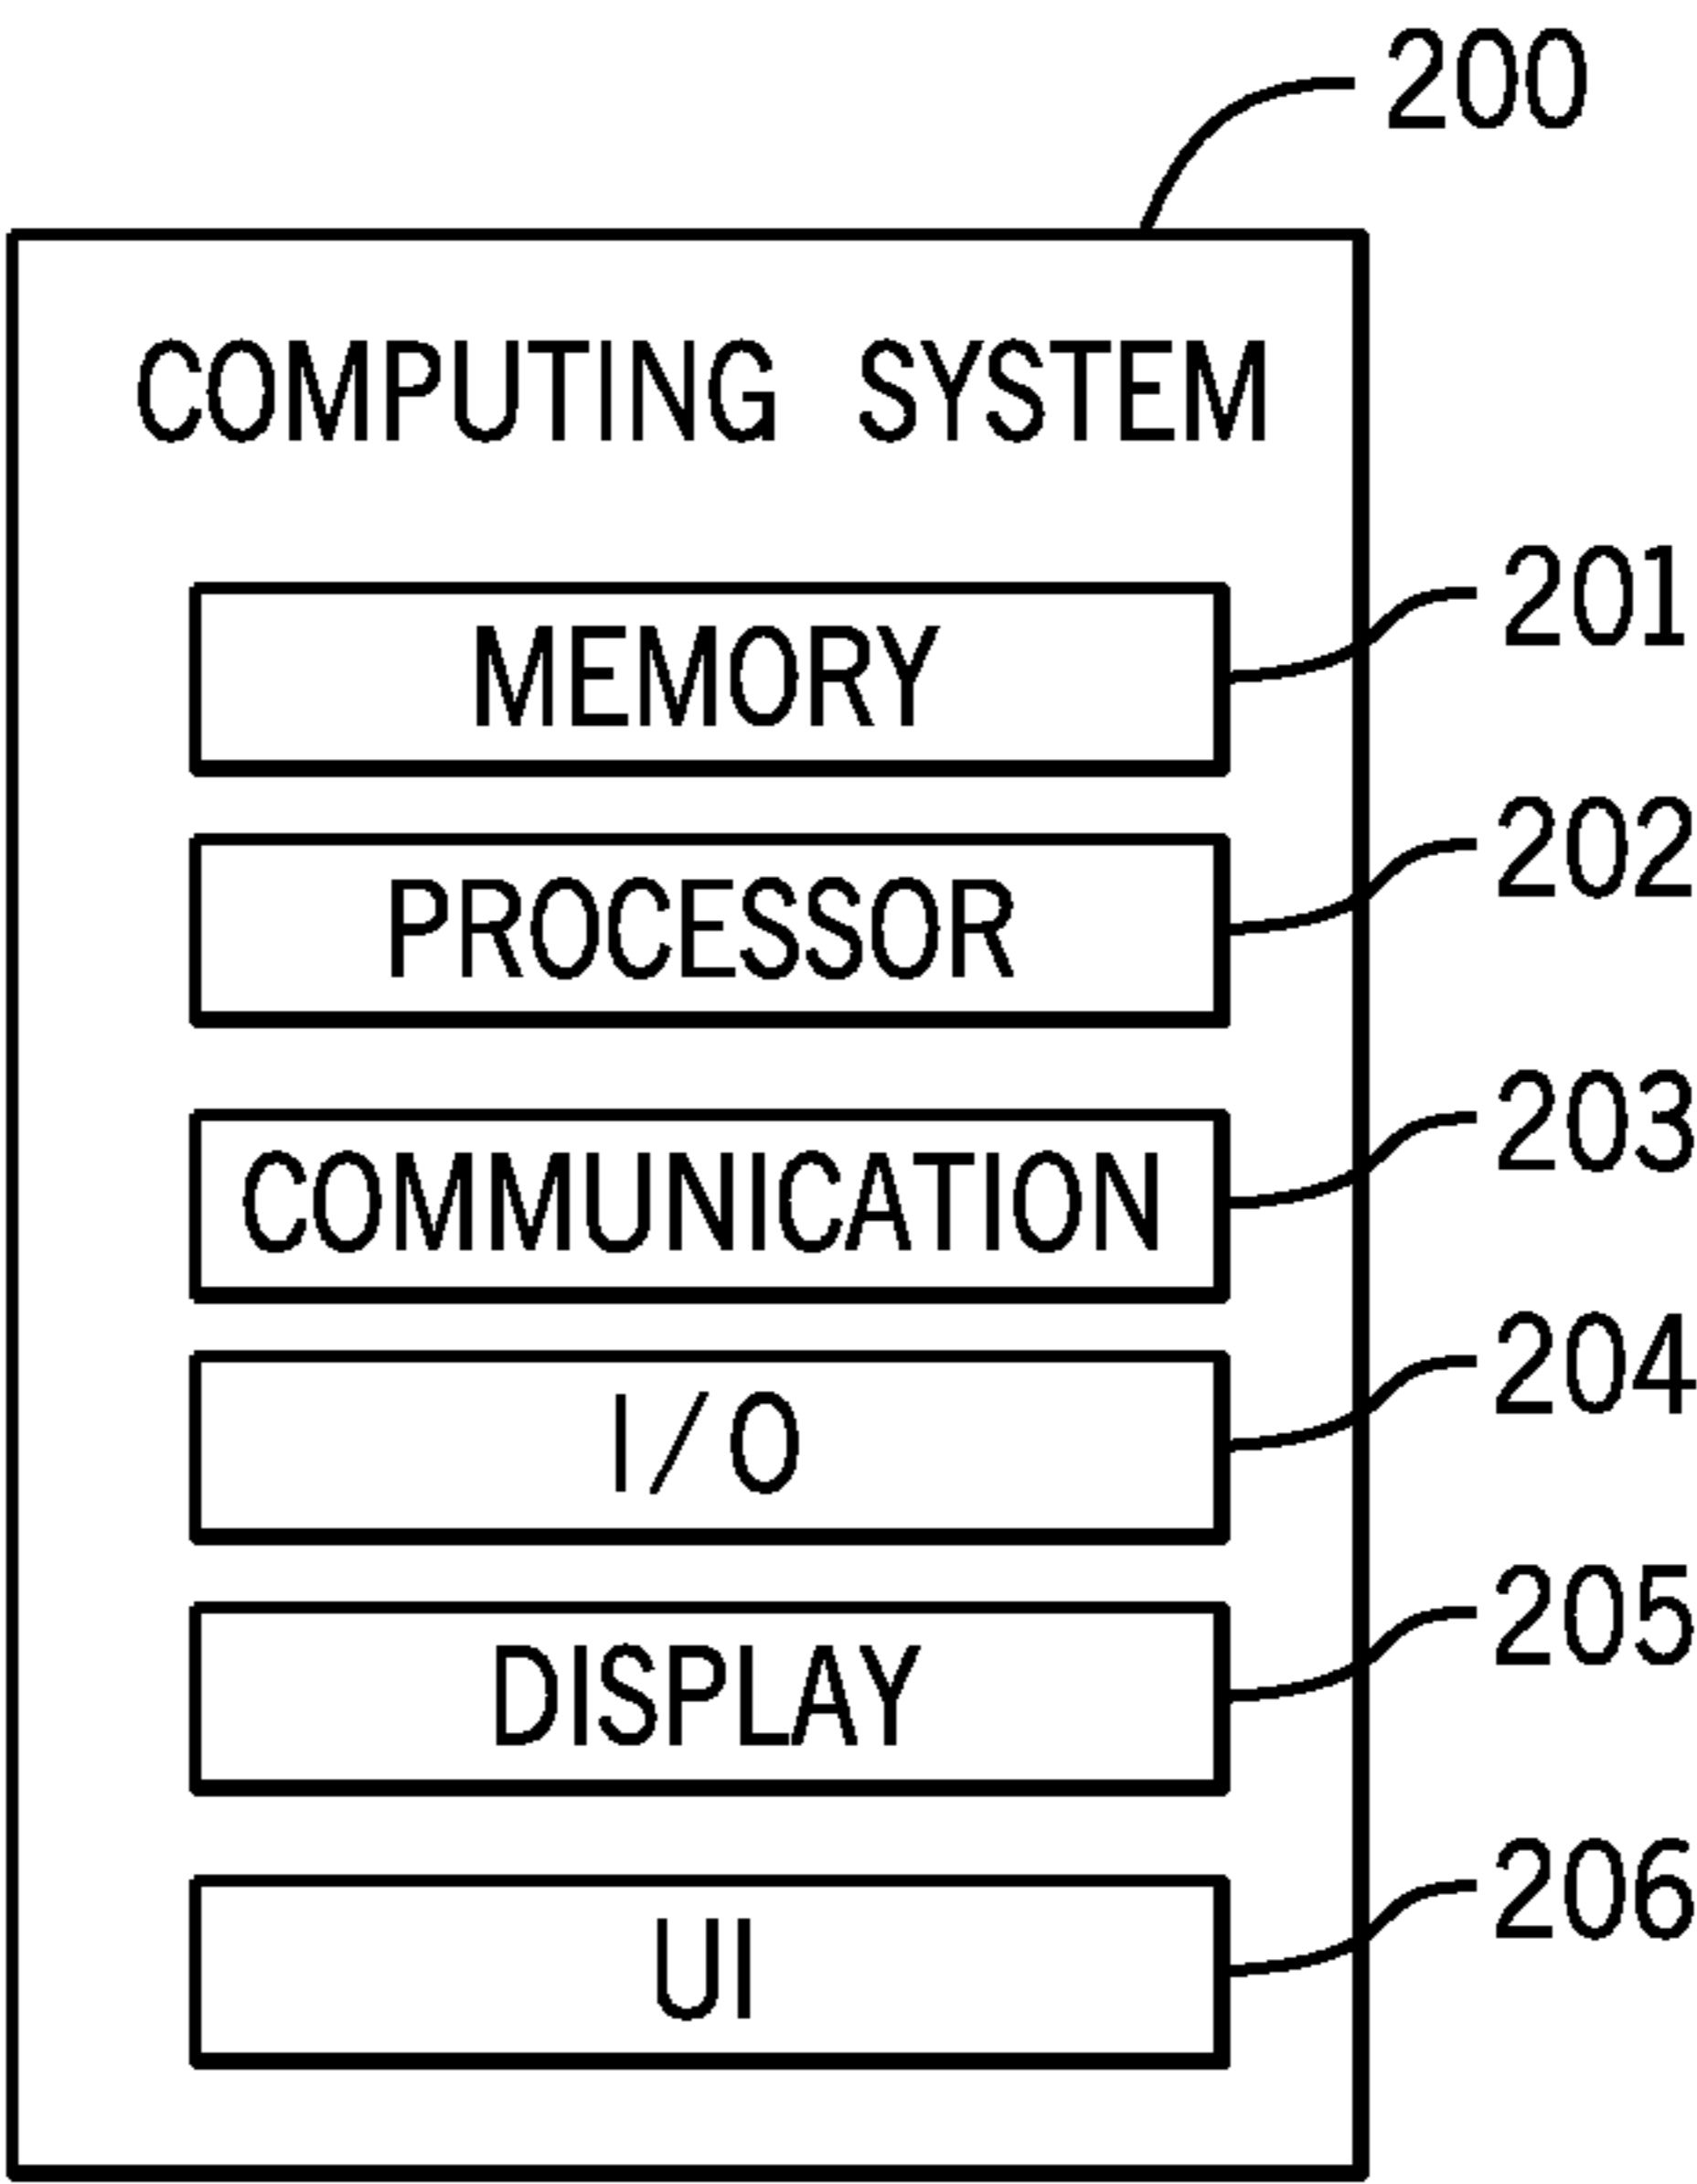 200
COMPUTING SYSTEM
MEMORY
201
PROCESSOR
202
COMMUNICATION
203
I/O
204
DISPLAY
205
UI
206